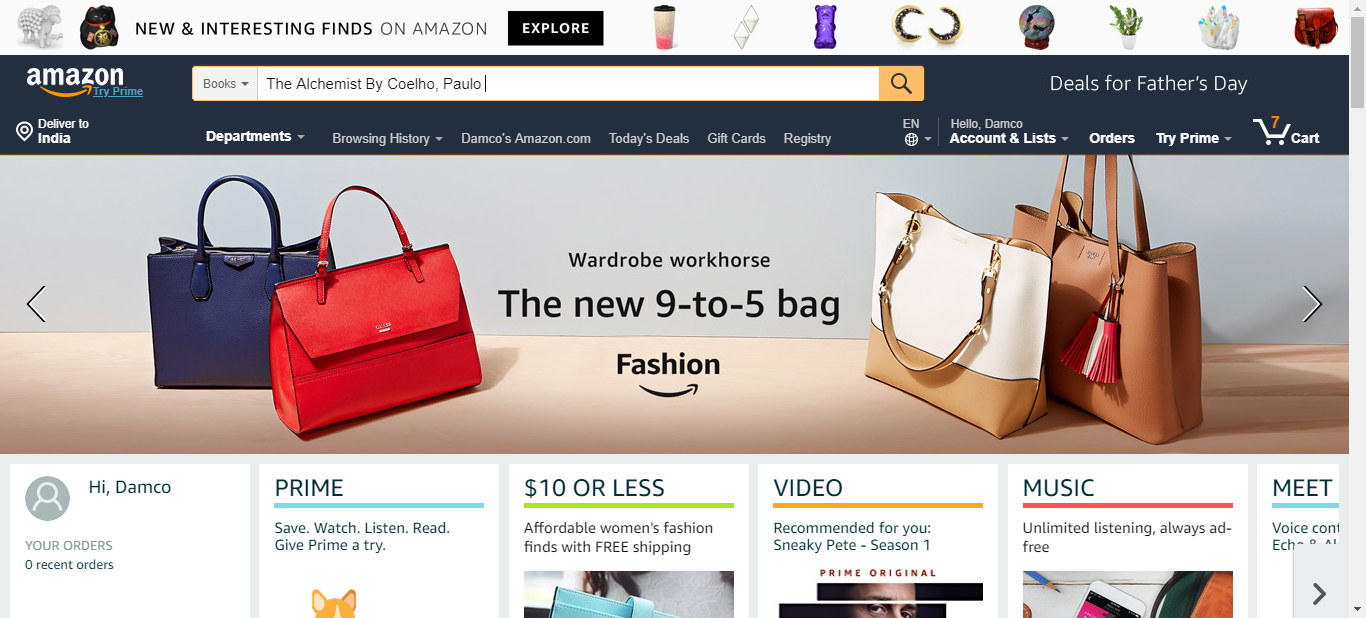 NEW & INTERESTING FINDS ON AMAZON EXPLORE
amazon
Try Prime
Books
The Alchemist By Coelho, Paulo
Deals for Father's Day
Deliver to
India
Departments
Browsing History
Damco's Amazon.com
Today's Deals
Gift Cards
Registry
EN
Hello, Damco
Account & Lists
Orders
Try Prime
7
Cart
Wardrobe workhorse
The new 9-to-5 bag
Fashion
Hi, Damco
YOUR ORDERS
0 recent orders
PRIME
Save. Watch. Listen. Read.
Give Prime a try.
$10 OR LESS
Affordable women's fashion
finds with FREE shipping
VIDEO
Recommended for you:
Sneaky Pete - Season 1
PRIME ORIGINAL
MUSIC
Unlimited listening, always ad-
free
MEET
Voice cont